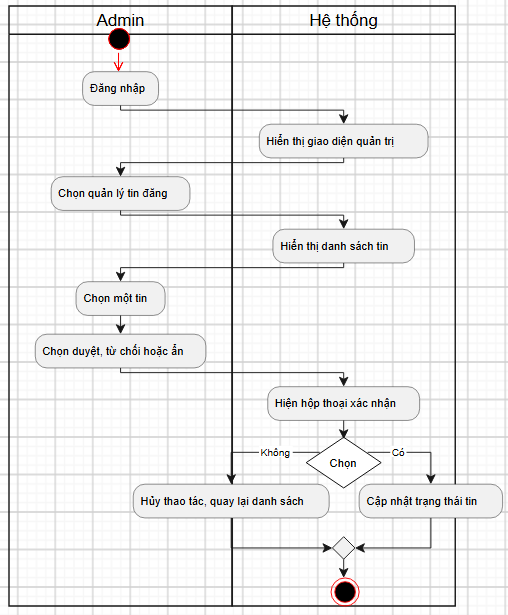 Admin
Hệ thống
Đăng nhập
Hiển thị giao diện quản trị
Chọn quản lý tin đăng
Hiển thị danh sách tin
Chọn một tin
Chọn duyệt, từ chối hoặc ẩn
Hiện hộp thoại xác nhận
Không
Có
Chọn
Hủy thao tác, quay lại danh sách
Cập nhật trạng thái tin